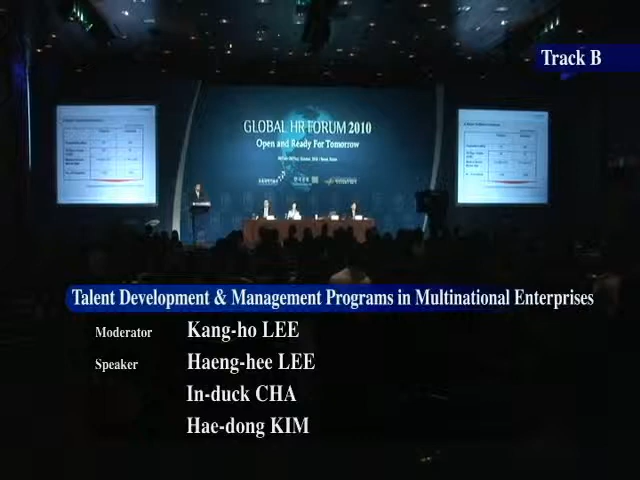 Track B
GLOBAL HR FORUM 2010
Open and Ready For Tomorrow
Talent Development & Management Programs in Multinational Enterprises
Moderator Kang-ho LEE
Speaker Haeng-hee LEE
In-duck CHA
Hae-dong KIM